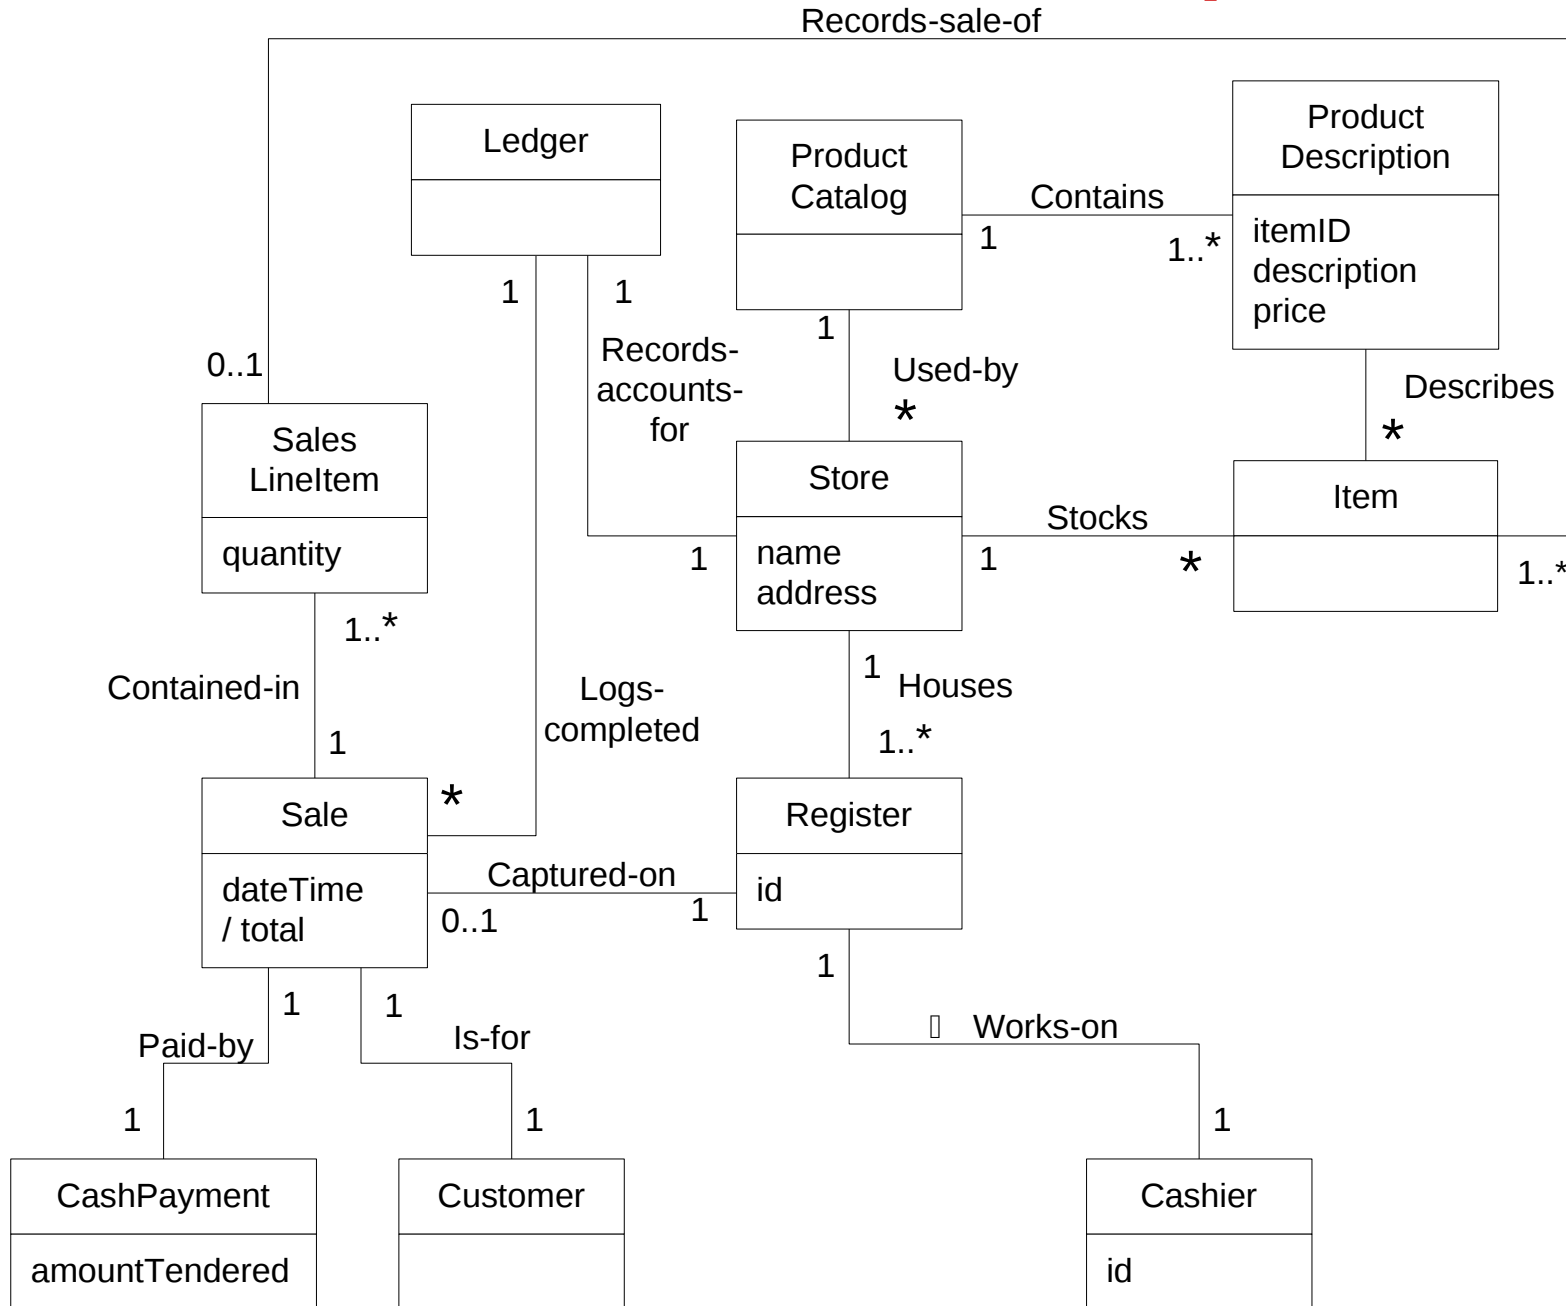 Records-sale-of
Ledger
Product
Catalog
Product
Description
itemID
description
price
Contains
1
1..*
1
1
1
0..1
Records-
accounts-
for
Used-by
*
Describes
*
Sales
LineItem
quantity
Store
name
address
Item
Stocks
1
1
*
1..*
1..*
Contained-in
1
Logs-
completed
*
1
Houses
1..*
Sale
dateTime
/ total
Register
id
Captured-on
0..1
1
1
1
1
Paid-by
Is-for
Works-on
1
1
1
CashPayment
amountTendered
Customer
Cashier
id